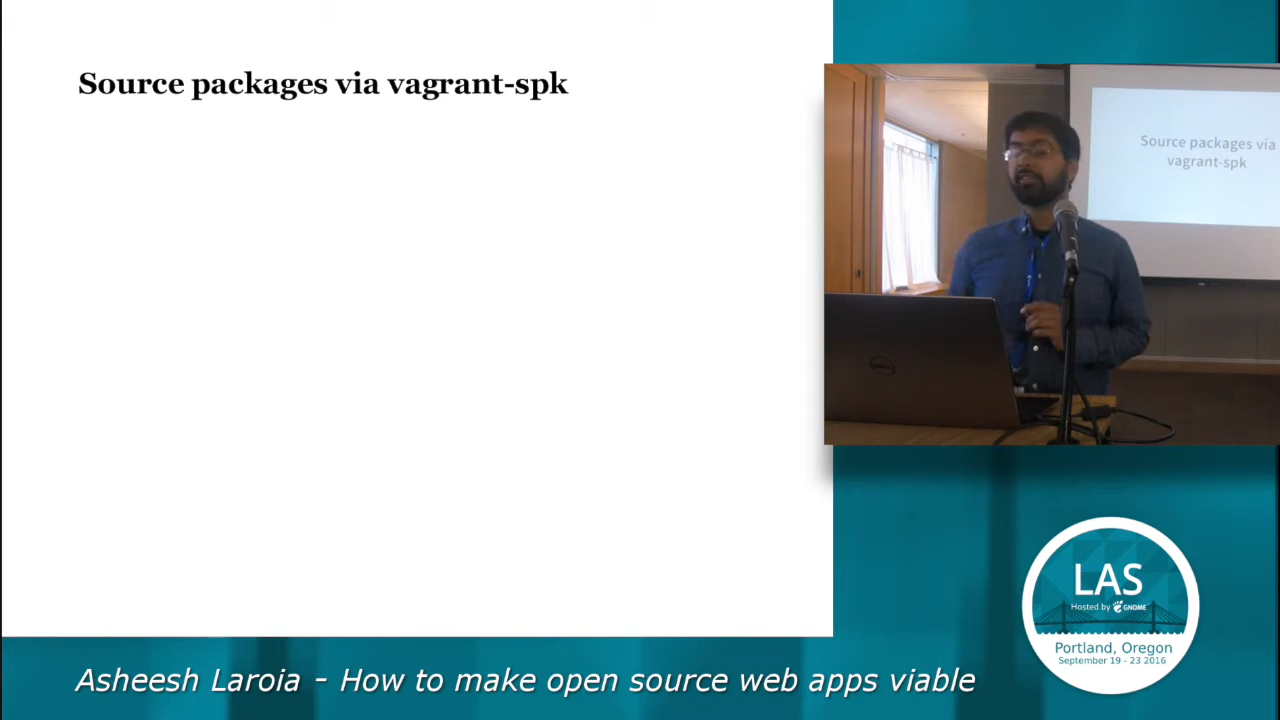 Source packages via vagrant-spk
Source packages via
vagrant-spk
DELL
LAS
Hosted by GNOME
Portland, Oregon
September 19 - 23 2016
Asheesh Laroia - How to make open source web apps viable